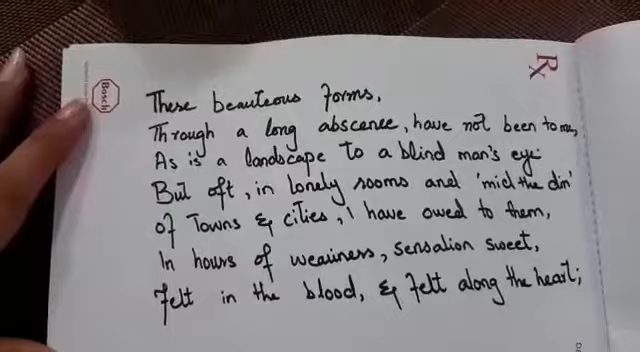 Bosch
Rx
These beauteous forms,
Through a long abscence, have not been to me,
As is a landscape to a blind man's eye:
But oft, in lonely rooms and 'mid the din'
of Towns & cities, I have owed to them,
In hours of weariness, sensation sweet,
Felt in the blood, & felt along the heart;